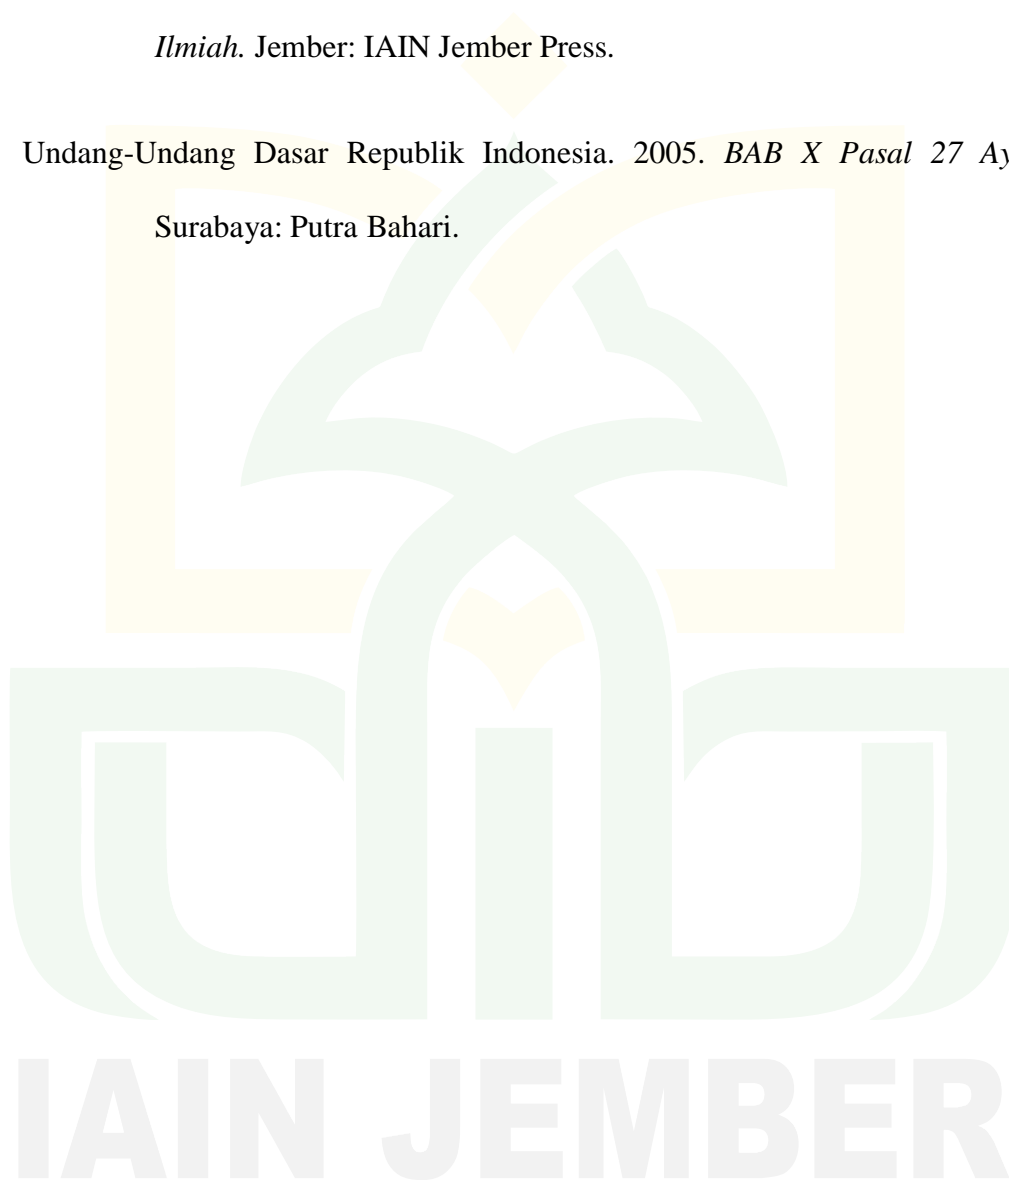 Ilmiah. Jember: IAIN Jember Press.
Undang-Undang Dasar Republik Indonesia. 2005. BAB X Pasal 27
Surabaya: Putra Bahari.
IAIN JEMBER